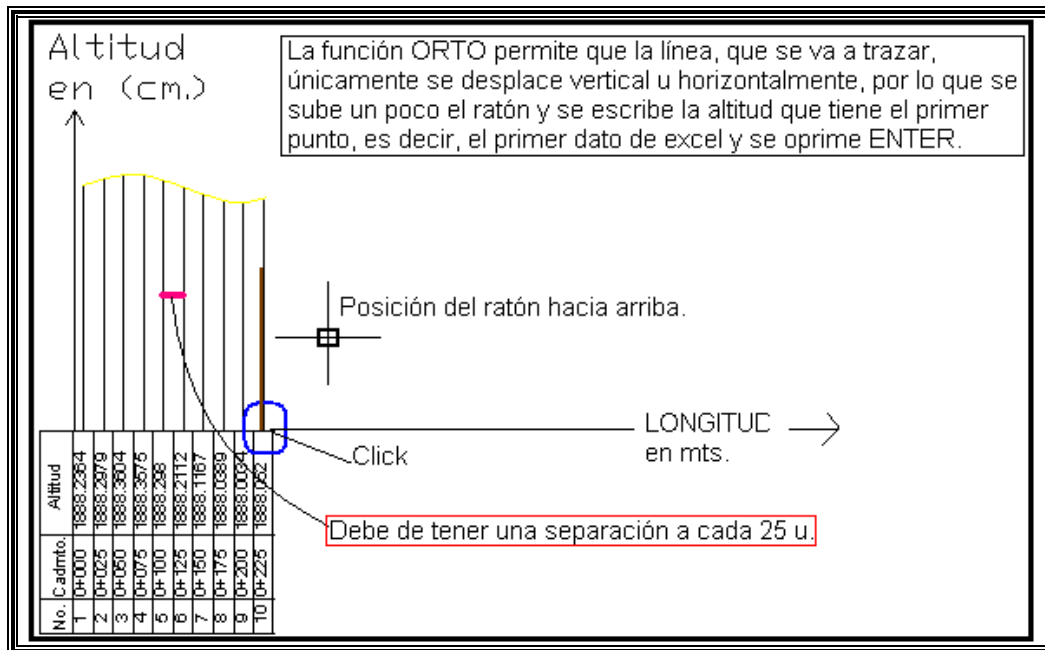 Altitud
en (cm.)
La función ORTO permite que la línea, que se va a trazar,
únicamente se desplace vertical u horizontalmente, por lo que se
sube un poco el ratón y se escribe la altitud que tiene el primer
punto, es decir, el primer dato de excel y se oprime ENTER.
Posición del ratón hacia arriba.
LONGITUD
en mts.
Click
Debe de tener una separación a cada 25 u.
No. Cadmto. Altitud
1 0+000 1888.2364
2 0+025 1888.2979
3 0+050 1888.3604
4 0+075 1888.3575
5 0+100 1888.298
6 0+125 1888.2112
7 0+150 1888.1167
8 0+175 1888.0389
9 0+200 1888.0034
10 0+225 1888.052